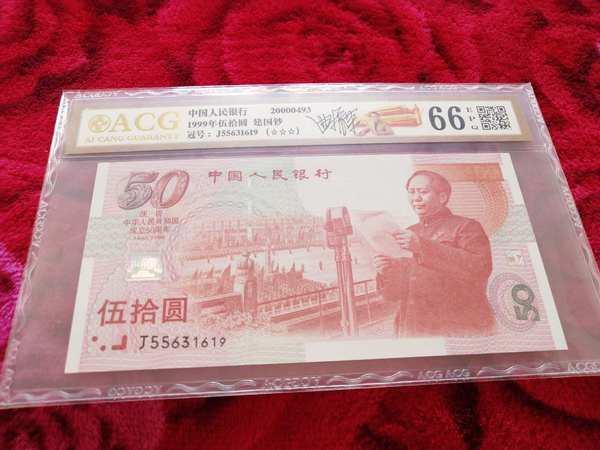 ACG
AI CANG GUARANTY
中国人民银行 20000493
1999年伍拾圆 建国钞
冠号: J55631619 (☆☆☆)
66 EPQ
50 中国人民银行
庆祝
中华人民共和国
成立50周年
伍拾圆
50
J55631619
ACG ACG